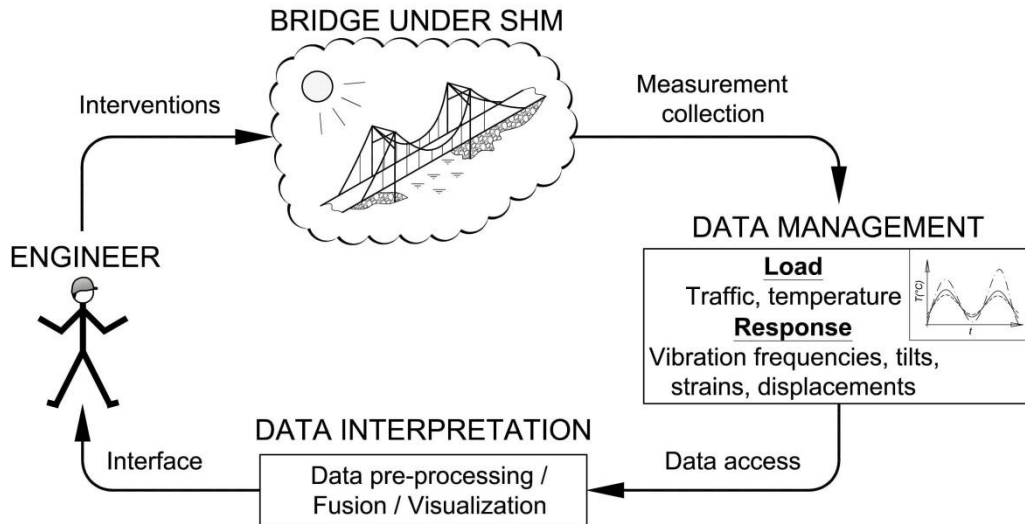 BRIDGE UNDER SHM
Interventions
Measurement
collection
ENGINEER
DATA MANAGEMENT
Load
Traffic, temperature
Response
Vibration frequencies, tilts,
strains, displacements
T(°C)
t
DATA INTERPRETATION
Interface
Data pre-processing /
Fusion / Visualization
Data access